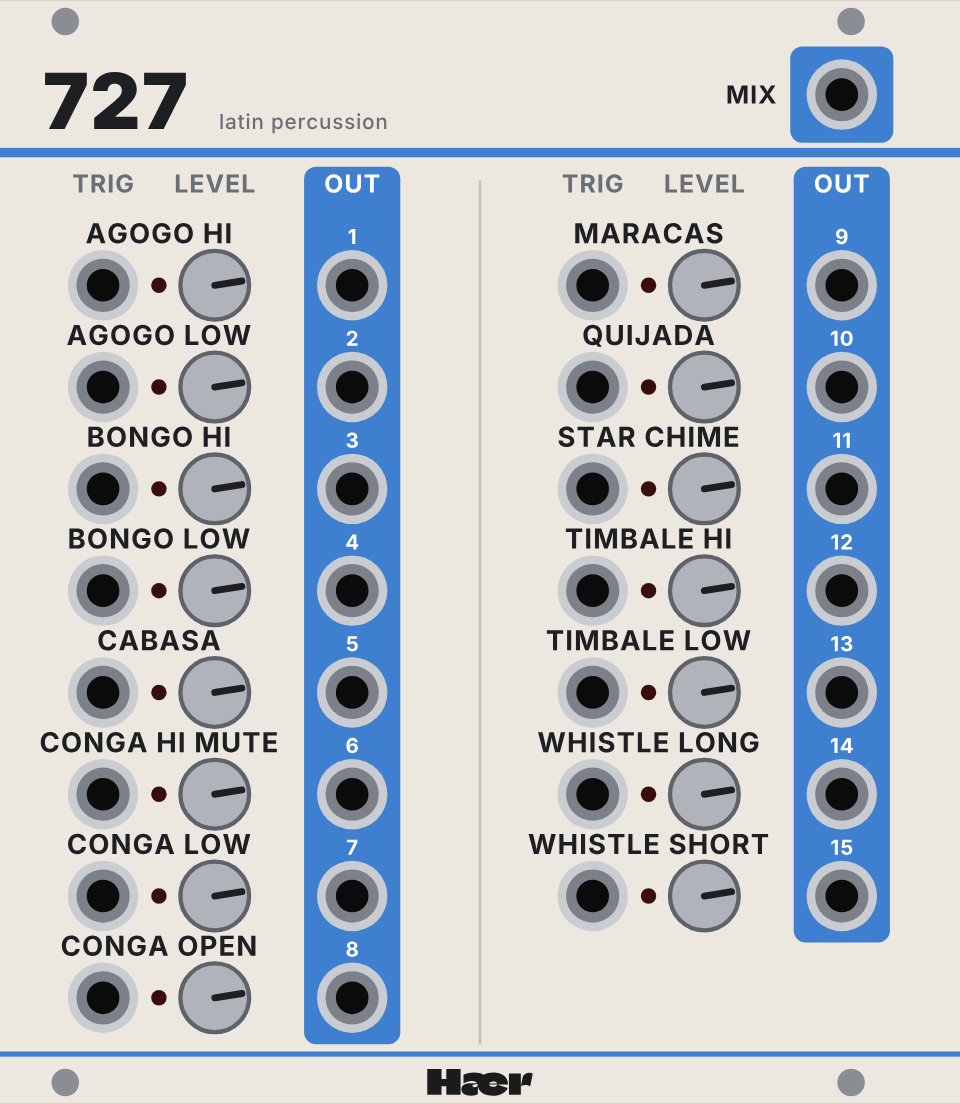 727
latin percussion
MIX
TRIG LEVEL OUT
AGOGO HI 1
AGOGO LOW 2
BONGO HI 3
BONGO LOW 4
CABASA 5
CONGA HI MUTE 6
CONGA LOW 7
CONGA OPEN 8
TRIG LEVEL OUT
MARACAS 9
QUIJADA 10
STAR CHIME 11
TIMBALE HI 12
TIMBALE LOW 13
WHISTLE LONG 14
WHISTLE SHORT 15
Hær